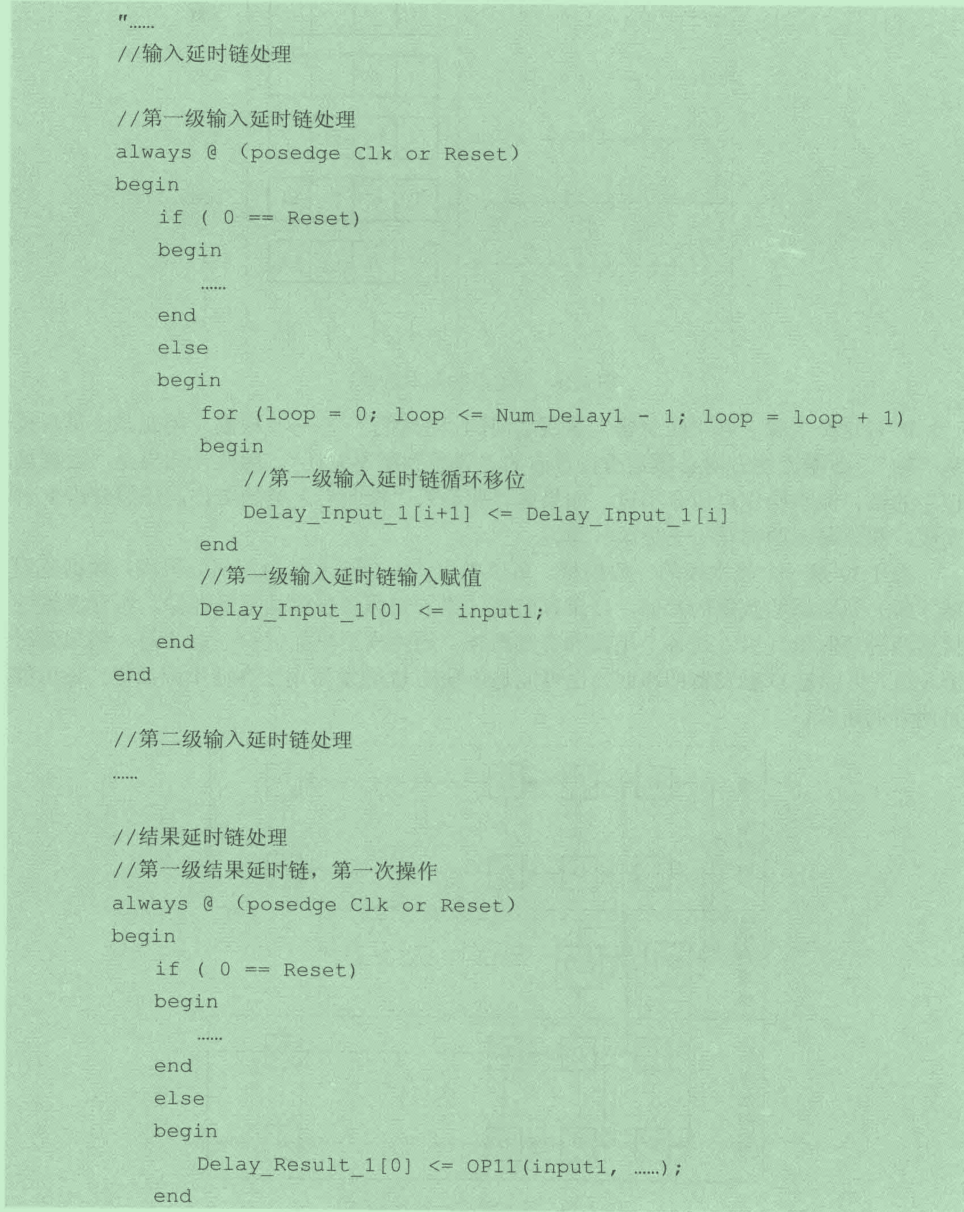 "……
//输入延时链处理
//第一级输入延时链处理
always @ （posedge Clk or Reset）
begin
if ( 0 == Reset)
begin
……
end
else
begin
for (loop = 0; loop <= Num_Delay1 - 1; loop = loop + 1)
begin
//第一级输入延时链循环移位
Delay_Input_1[i+1] <= Delay_Input_1[i]
end
//第一级输入延时链输入赋值
Delay_Input_1[0] <= input1;
end
end
//第二级输入延时链处理
……
//结果延时链处理
//第一级结果延时链，第一次操作
always @ （posedge Clk or Reset）
begin
if ( 0 == Reset)
begin
……
end
else
begin
Delay_Result_1[0] <= OP11(input1, ……);
end